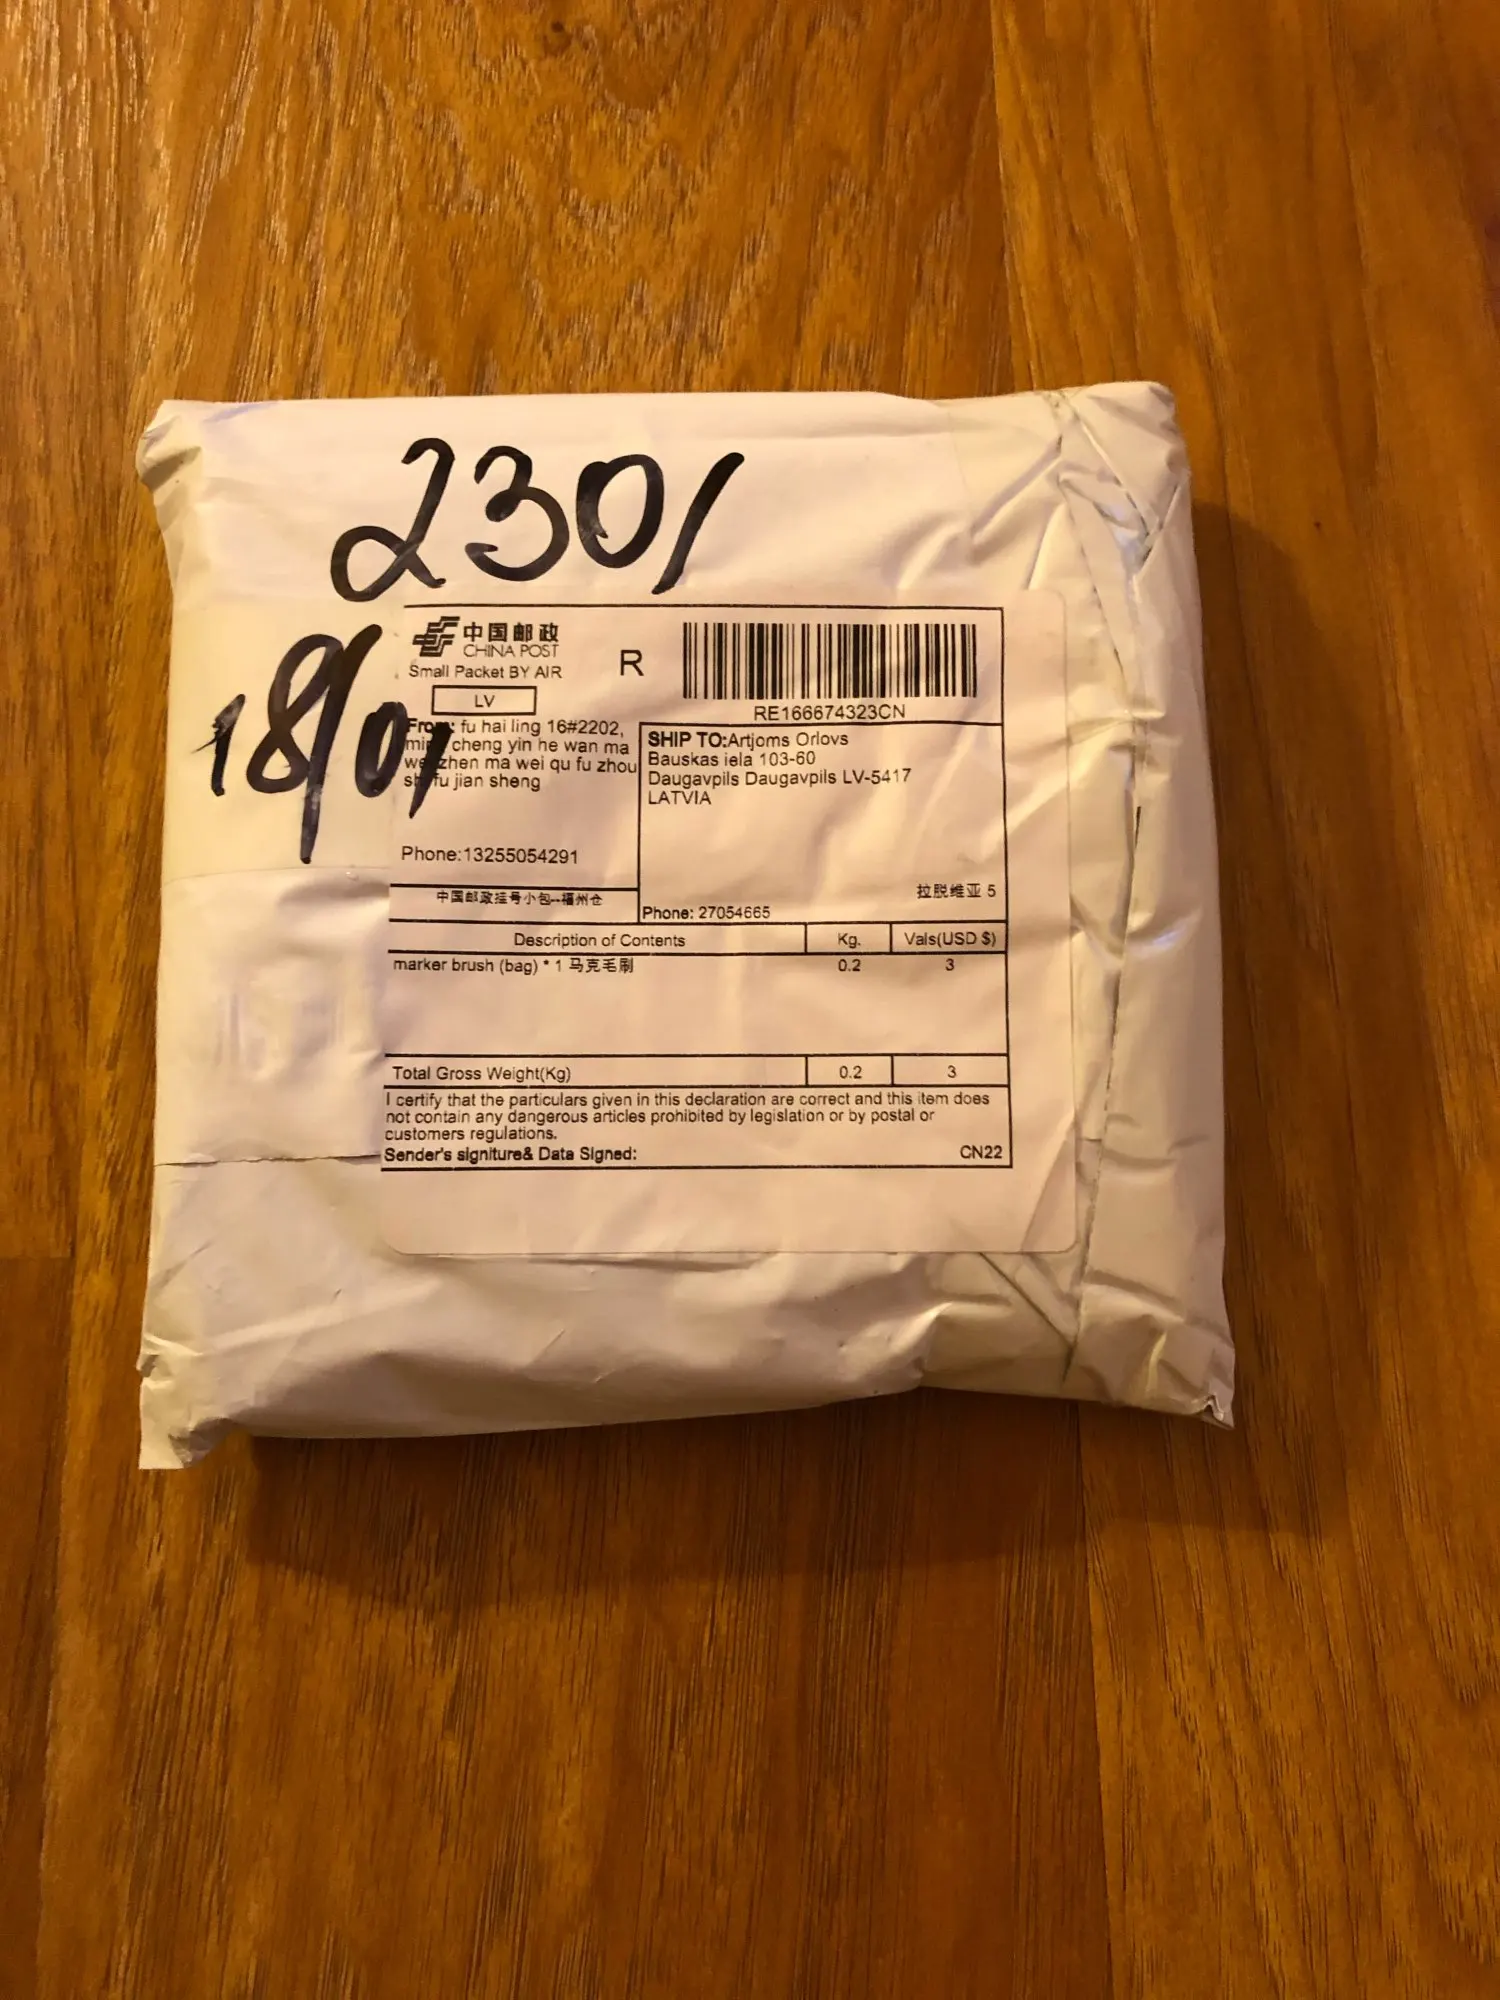 230/
18/01
中国邮政
CHINA POST
Small Packet BY AIR
R
LV
RE166674323CN
From: fu hai ling 16#2202,
cheng yin he wan ma
zhen ma wei qu fu zhou
fu jian sheng
Phone:13255054291
中国邮政挂号小包--福州仓
SHIP TO:Artjoms Orlovs
Bauskas iela 103-60
Daugavpils Daugavpils LV-5417
LATVIA
拉脱维亚 5
Phone: 27054665
Description of Contents Kg. Vals(USD $)
marker brush (bag) * 1 马克毛刷 0.2 3
Total Gross Weight(Kg) 0.2 3
I certify that the particulars given in this declaration are correct and this item does
not contain any dangerous articles prohibited by legislation or by postal or
customers regulations.
Sender's signiture& Data Signed: CN22